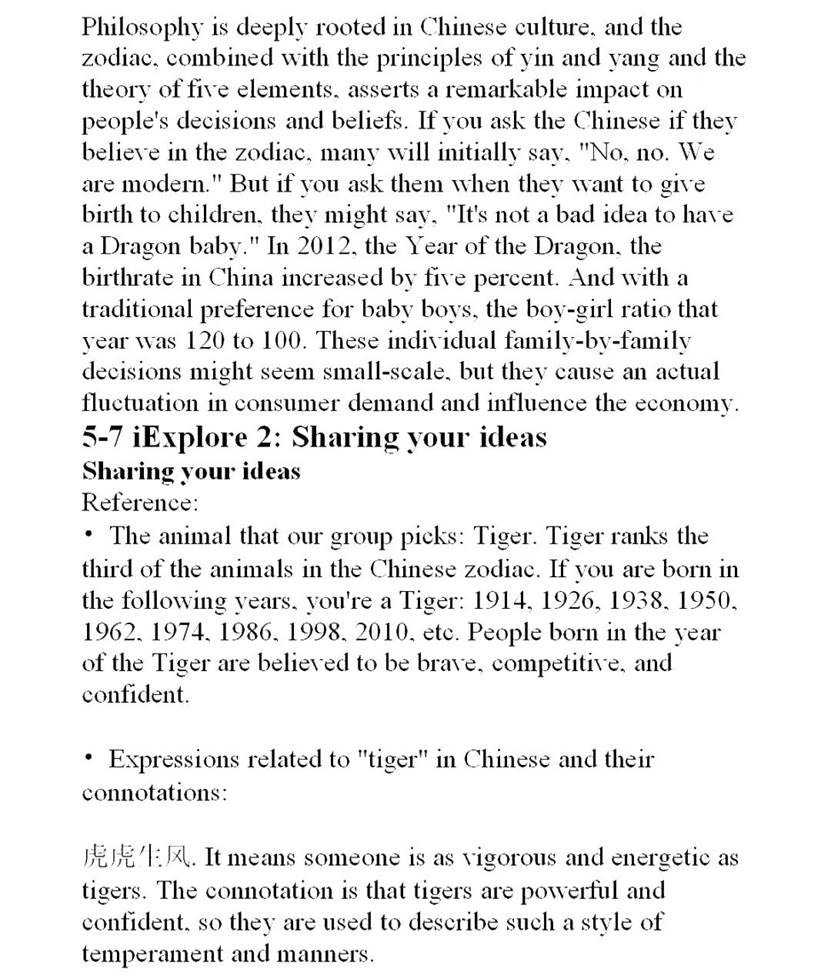 Philosophy is deeply rooted in Chinese culture, and the
zodiac, combined with the principles of yin and yang and the
theory of five elements, asserts a remarkable impact on
people's decisions and beliefs. If you ask the Chinese if they
believe in the zodiac, many will initially say, "No, no. We
are modern." But if you ask them when they want to give
birth to children, they might say, "It's not a bad idea to have
a Dragon baby." In 2012, the Year of the Dragon, the
birthrate in China increased by five percent. And with a
traditional preference for baby boys, the boy-girl ratio that
year was 120 to 100. These individual family-by-family
decisions might seem small-scale, but they cause an actual
fluctuation in consumer demand and influence the economy.
5-7 iExplore 2: Sharing your ideas
Sharing your ideas
Reference:
• The animal that our group picks: Tiger. Tiger ranks the
third of the animals in the Chinese zodiac. If you are born in
the following years, you're a Tiger: 1914, 1926, 1938, 1950,
1962, 1974, 1986, 1998, 2010, etc. People born in the year
of the Tiger are believed to be brave, competitive, and
confident.
• Expressions related to "tiger" in Chinese and their
connotations:
虎虎生风. It means someone is as vigorous and energetic as
tigers. The connotation is that tigers are powerful and
confident, so they are used to describe such a style of
temperament and manners.